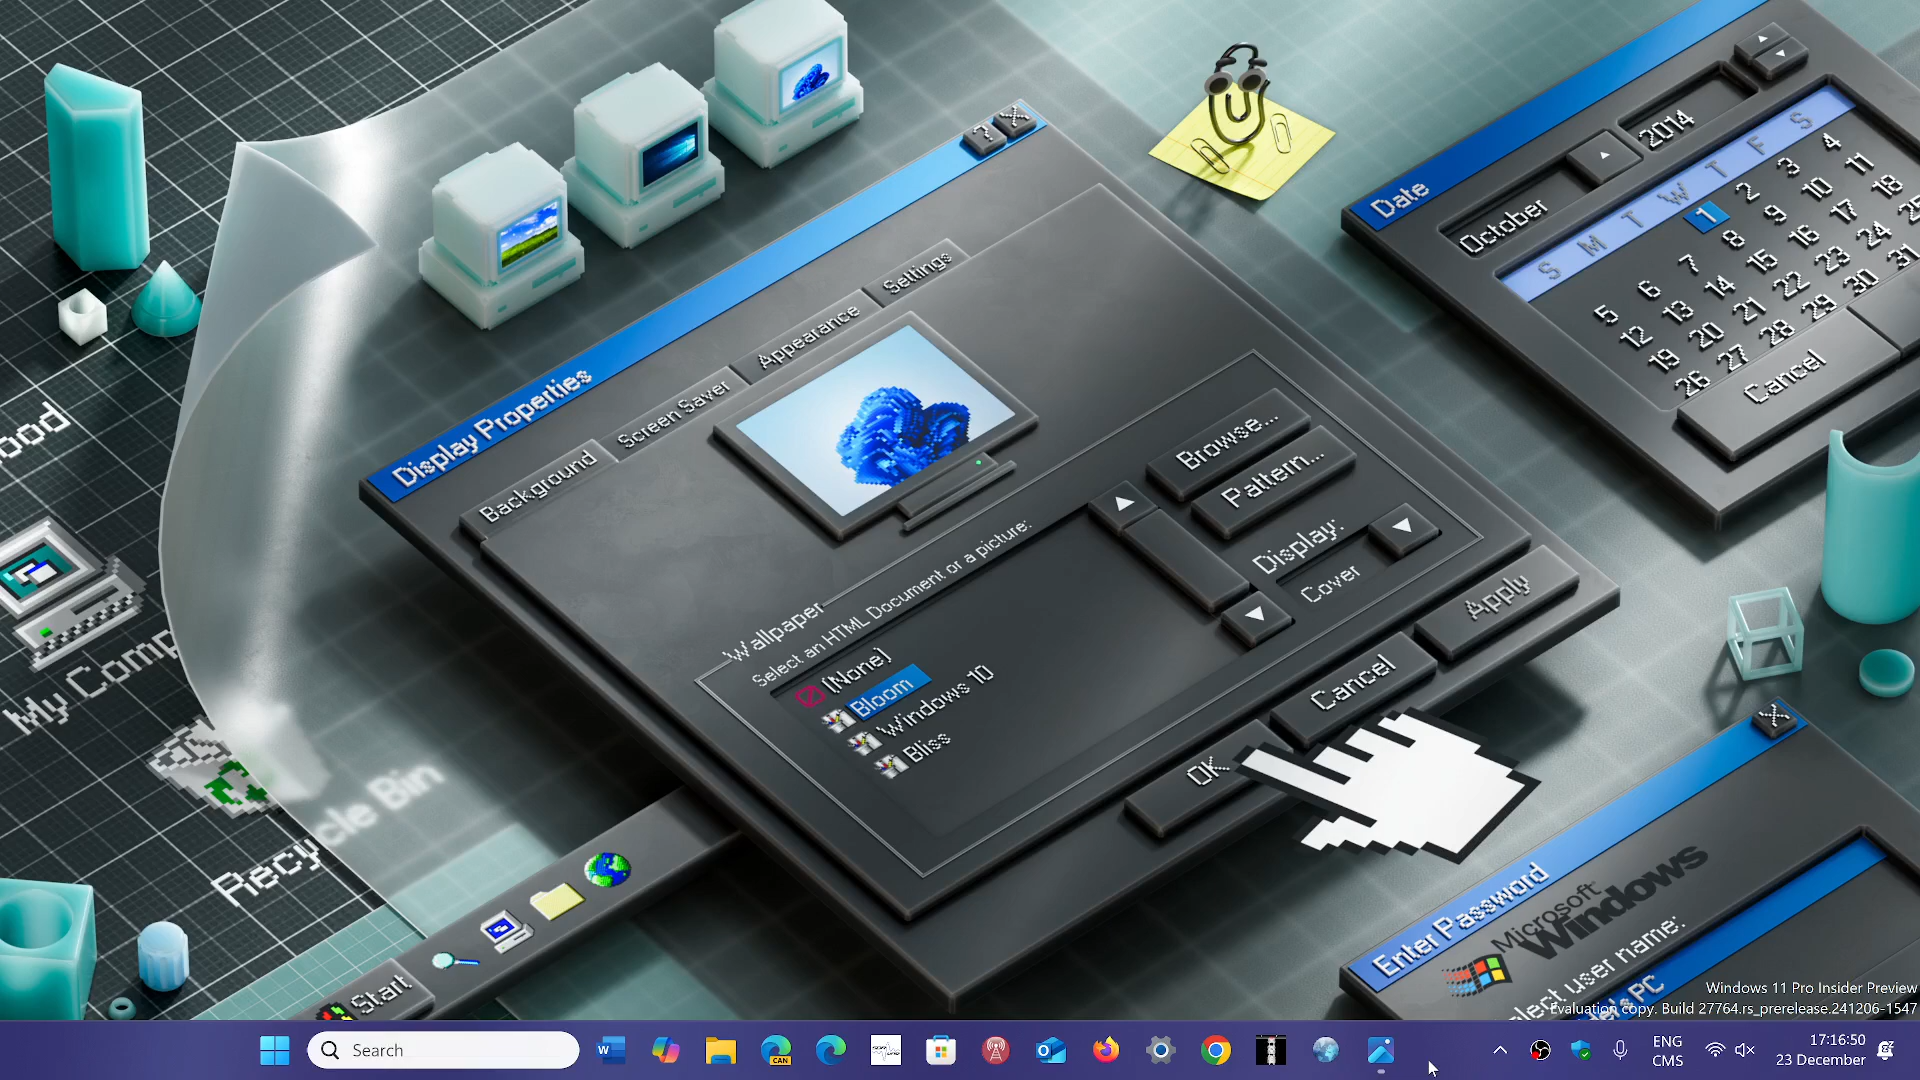 ?
X
Display Properties
Background
Screen Saver
Appearance
Settings
Wallpaper
Select an HTML Document or a picture:
(None)
Bloom
Windows 10
Bliss
Browse...
Pattern...
Display:
Cover
OK
Cancel
Apply
Date
October
2014
S M T W T F S
1 2 3 4
5 6 7 8 9 10 11
12 13 14 15 16 17 18
19 20 21 22 23 24 25
26 27 28 29 30 31
Cancel
ood
My Comp
Recycle Bin
Start
X
Enter Password
Microsoft
Windows
elect user name:
's PC
Windows 11 Pro Insider Preview
Evaluation copy. Build 27764.rs_prerelease.241206-1547
Search
W
CAN
ENG
CMS
17:16:50
23 December